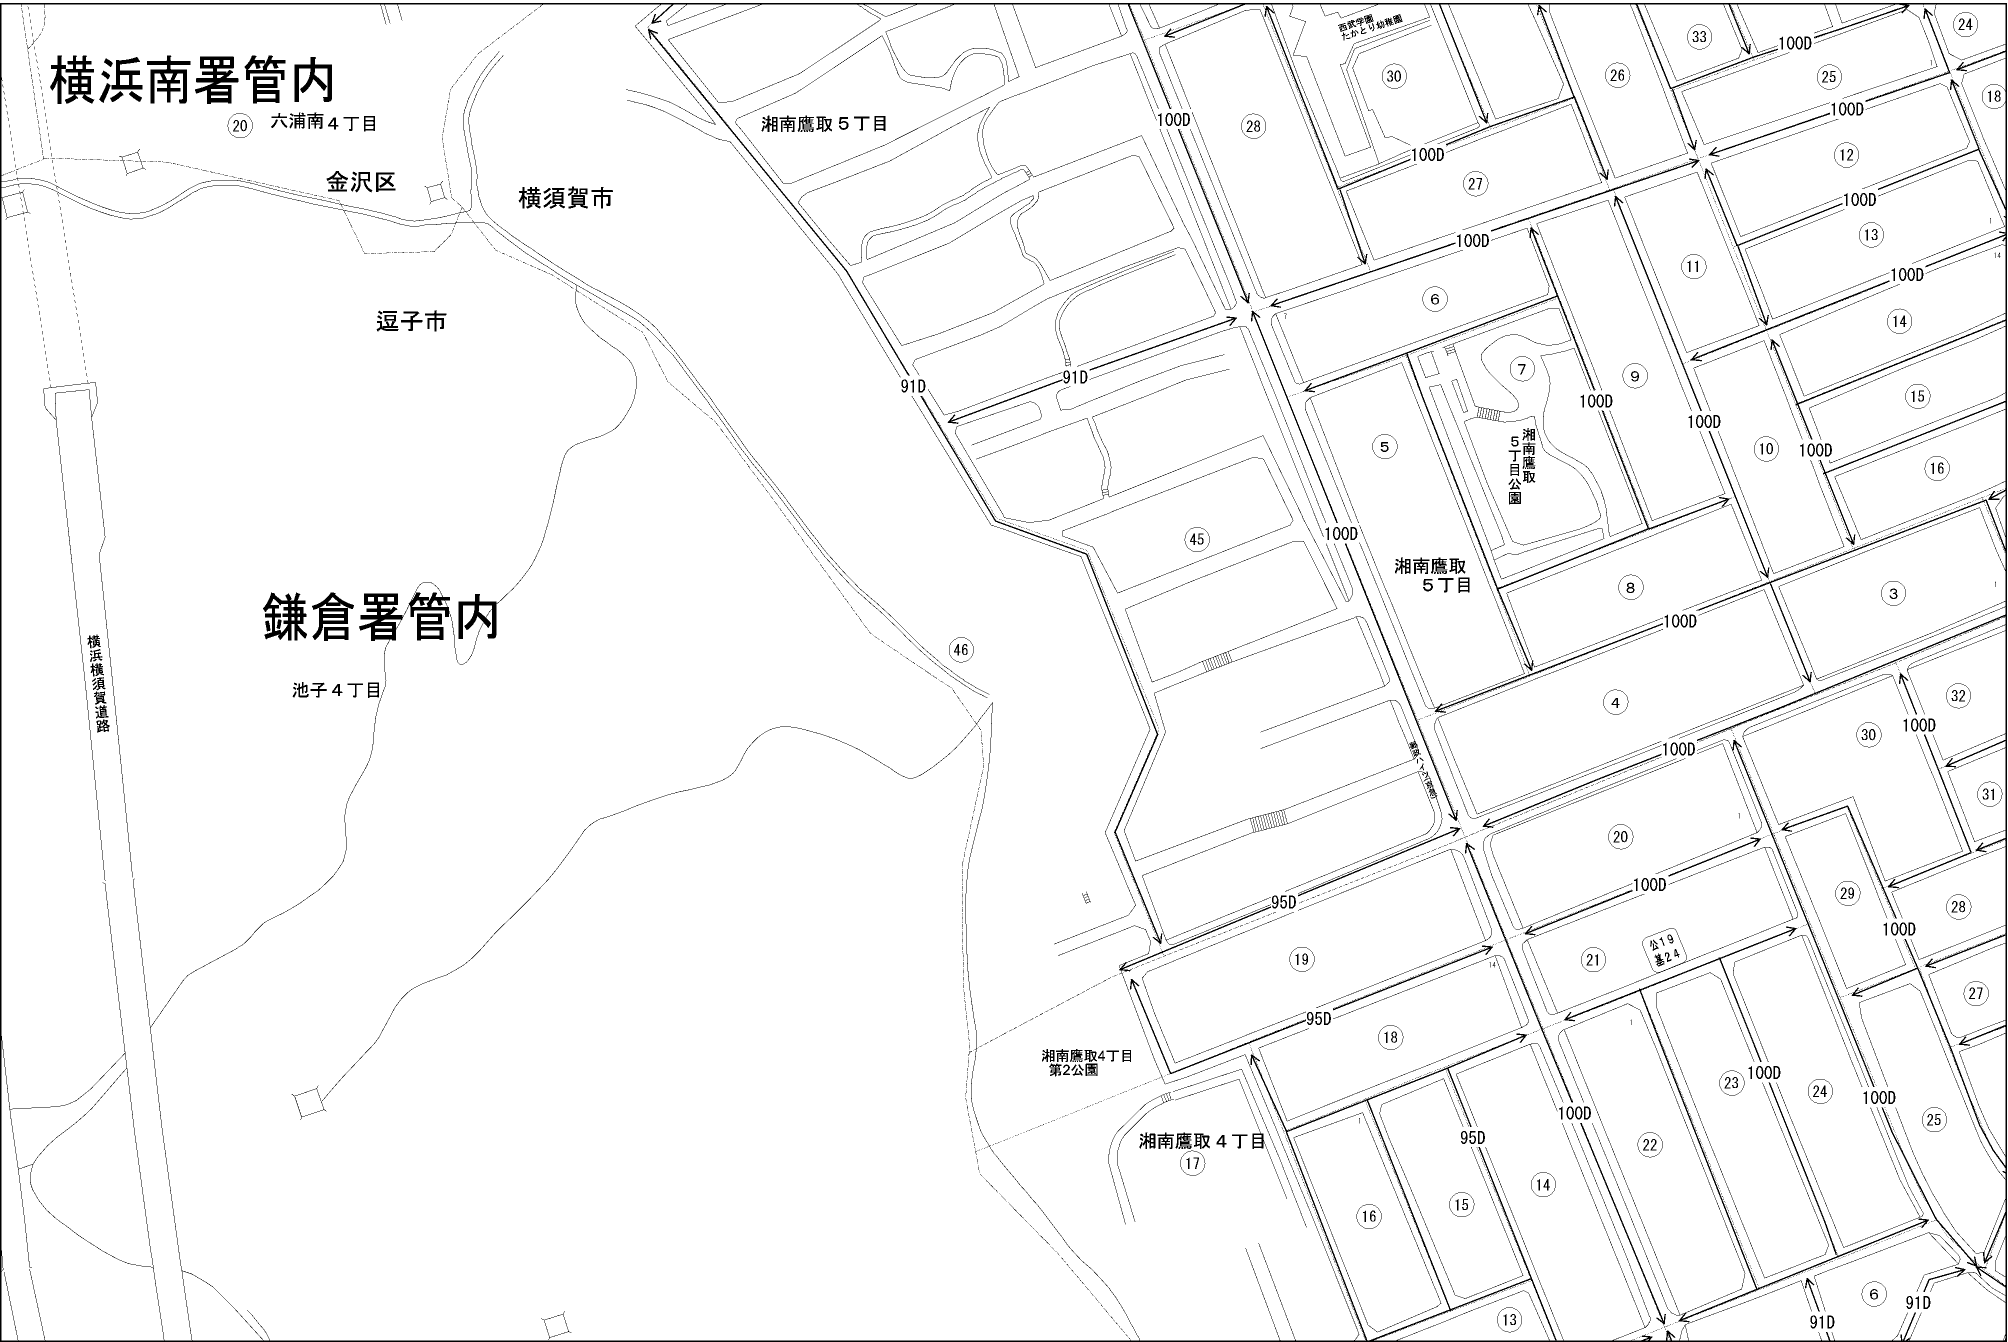 横浜南署管内
⑳ 六浦南４丁目
金沢区
横須賀市
逗子市
鎌倉署管内
池子４丁目
横浜横須賀道路
湘南鷹取５丁目
西武学園
たかとり幼稚園
33
24
100D
30
26
25
18
100D
28
100D
100D
12
27
100D
13
100D
11
14
100D
6
14
91D
91D
7
9
100D
100D
15
5
湘南鷹取
５丁目公園
10
100D
16
45
100D
湘南鷹取
５丁目
8
3
100D
46
4
32
100D
30
100D
31
20
100D
29
28
95D
100D
公19
基24
19
21
27
95D
18
湘南鷹取4丁目
第2公園
23
100D
24
100D
25
100D
湘南鷹取４丁目
17
95D
22
14
15
16
6
91D
91D
13